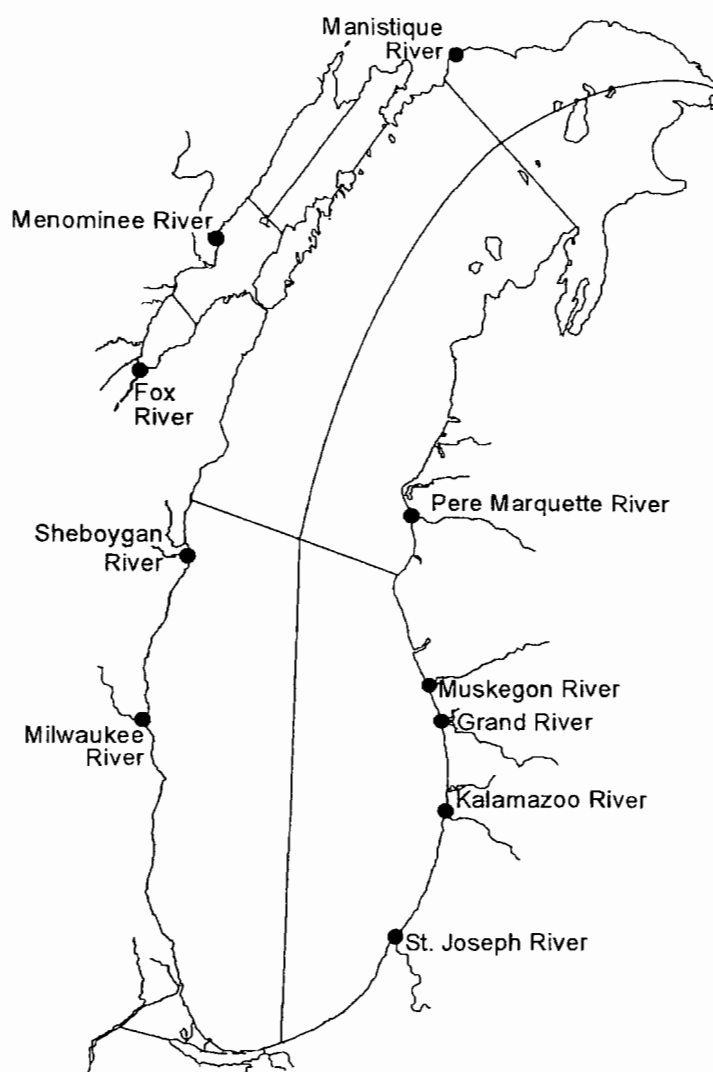 Manistique
River
Menominee River
Fox
River
Sheboygan
River
Pere Marquette River
Muskegon River
Grand River
Milwaukee
River
Kalamazoo River
St. Joseph River